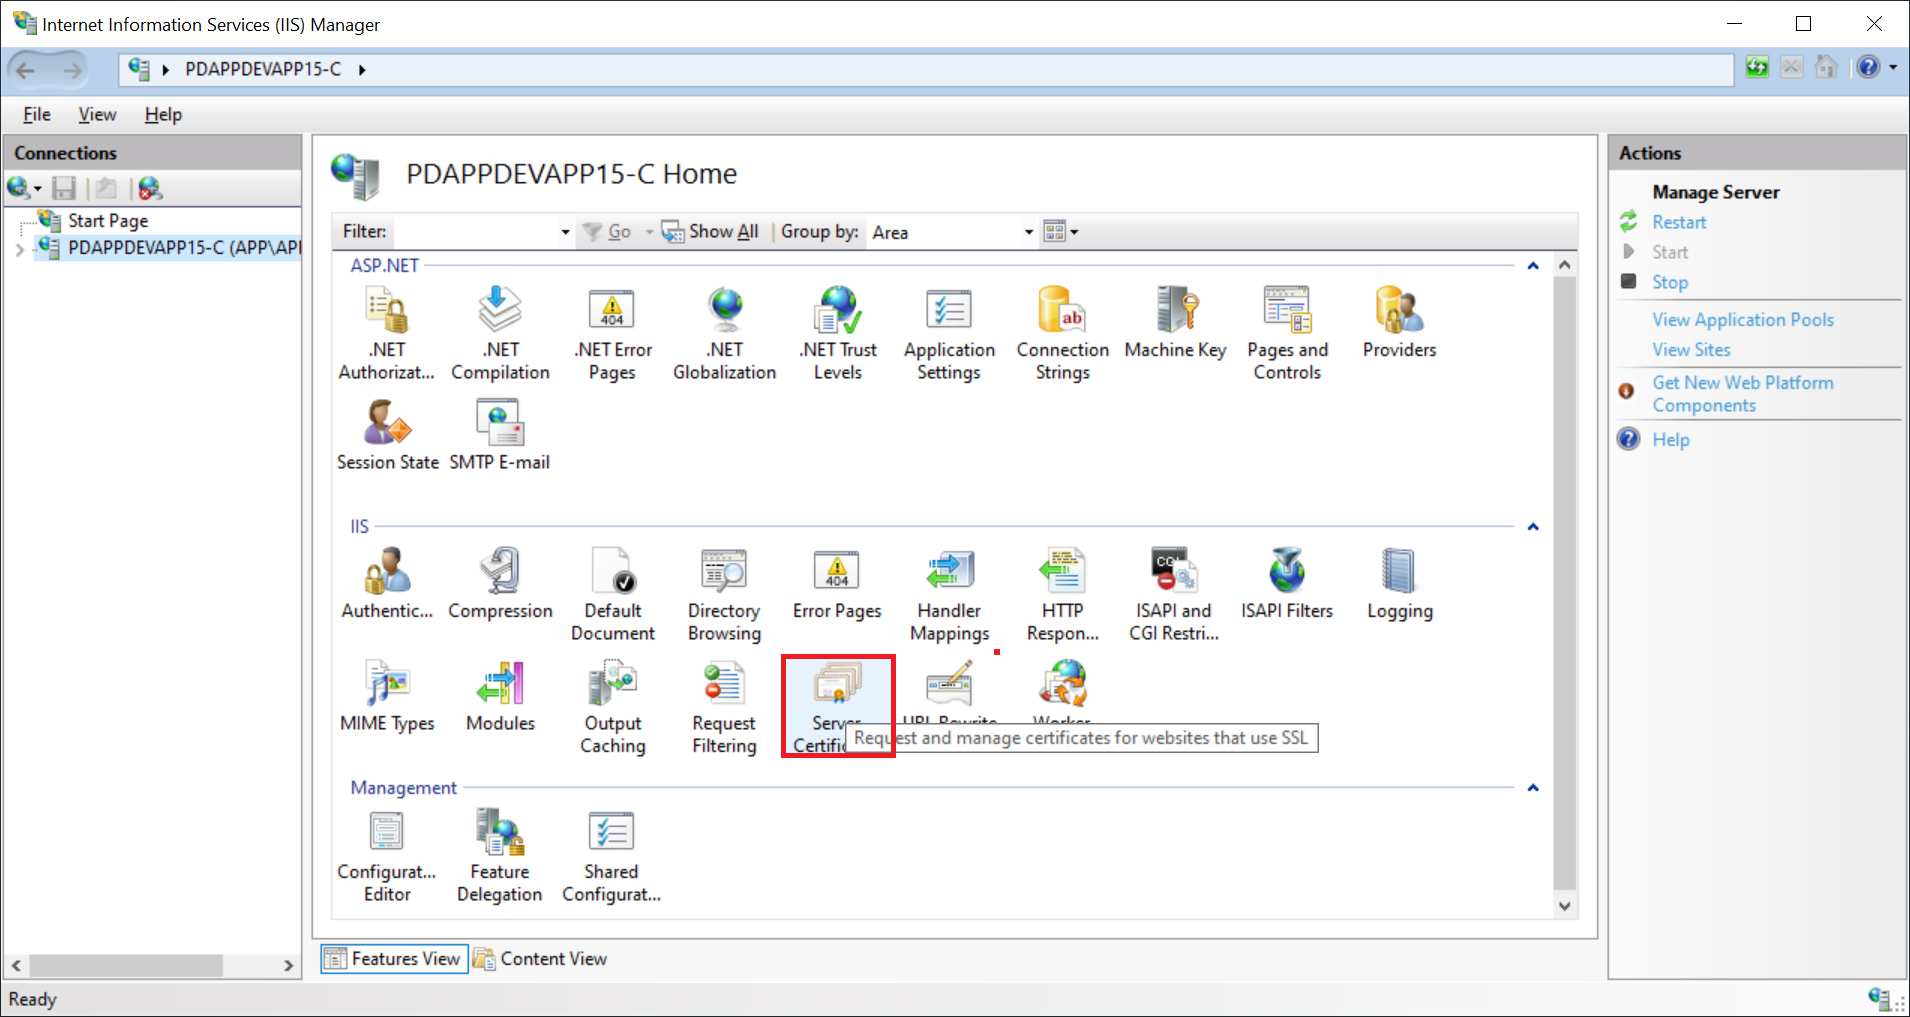 Internet Information Services (IIS) Manager
PDAPPDEVAPP15-C
File View Help
Connections
Start Page
PDAPPDEVAPP15-C (APP\API
PDAPPDEVAPP15-C Home
Filter: Go Show All Group by: Area
ASP.NET
.NET Authorizat...
.NET Compilation
.NET Error Pages
404
.NET Globalization
.NET Trust Levels
Application Settings
Connection Strings
ab
Machine Key
Pages and Controls
Providers
Session State
SMTP E-mail
IIS
Authentic...
Compression
Default Document
Directory Browsing
Error Pages
404
Handler Mappings
HTTP Respon...
ISAPI and CGI Restri...
ISAPI Filters
Logging
MIME Types
Modules
Output Caching
Request Filtering
Server
URL Rewrite
Worker
Request and manage certificates for websites that use SSL
Management
Configurat... Editor
Feature Delegation
Shared Configurat...
Features View
Content View
Actions
Manage Server
Restart
Start
Stop
View Application Pools
View Sites
Get New Web Platform
Components
Help
Ready